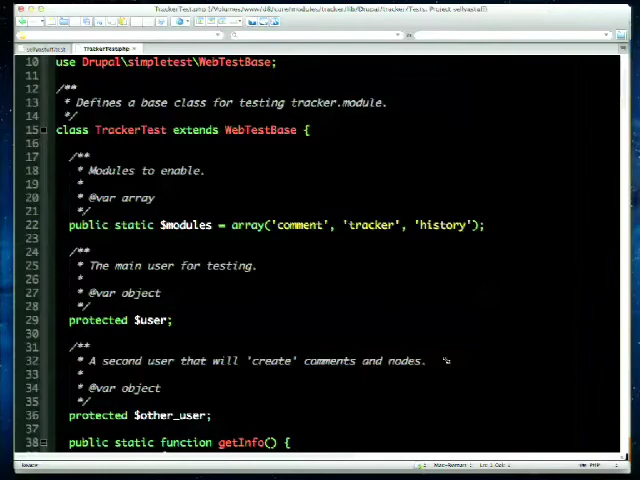 TrackerTest.php
10 use Drupal\simpletest\WebTestBase;
11
12 /**
13 * Defines a base class for testing tracker.module.
14 */
15 class TrackerTest extends WebTestBase {
16
17 /**
18 * Modules to enable.
19 *
20 * @var array
21 */
22 public static $modules = array('comment', 'tracker', 'history');
23
24 /**
25 * The main user for testing.
26 *
27 * @var object
28 */
29 protected $user;
30
31 /**
32 * A second user that will 'create' comments and nodes.
33 *
34 * @var object
35 */
36 protected $other_user;
37
38 public static function getInfo() {